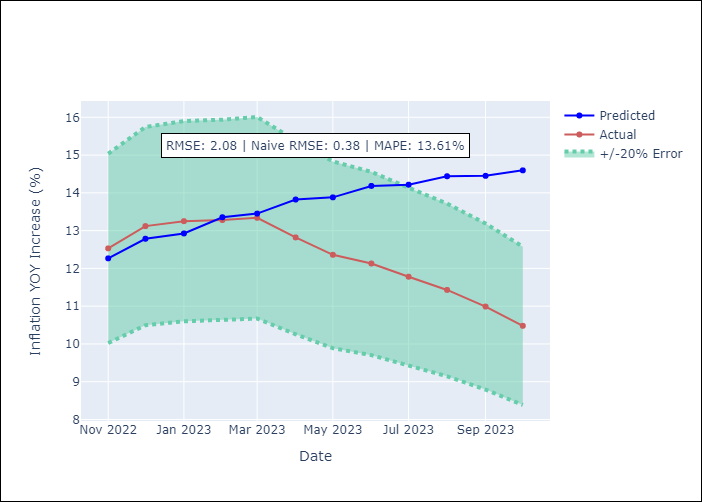 RMSE: 2.08 | Naive RMSE: 0.38 | MAPE: 13.61%
Predicted
Actual
+/-20% Error
Inflation YOY Increase (%)
16
15
14
13
12
11
10
9
8
Nov 2022 Jan 2023 Mar 2023 May 2023 Jul 2023 Sep 2023
Date